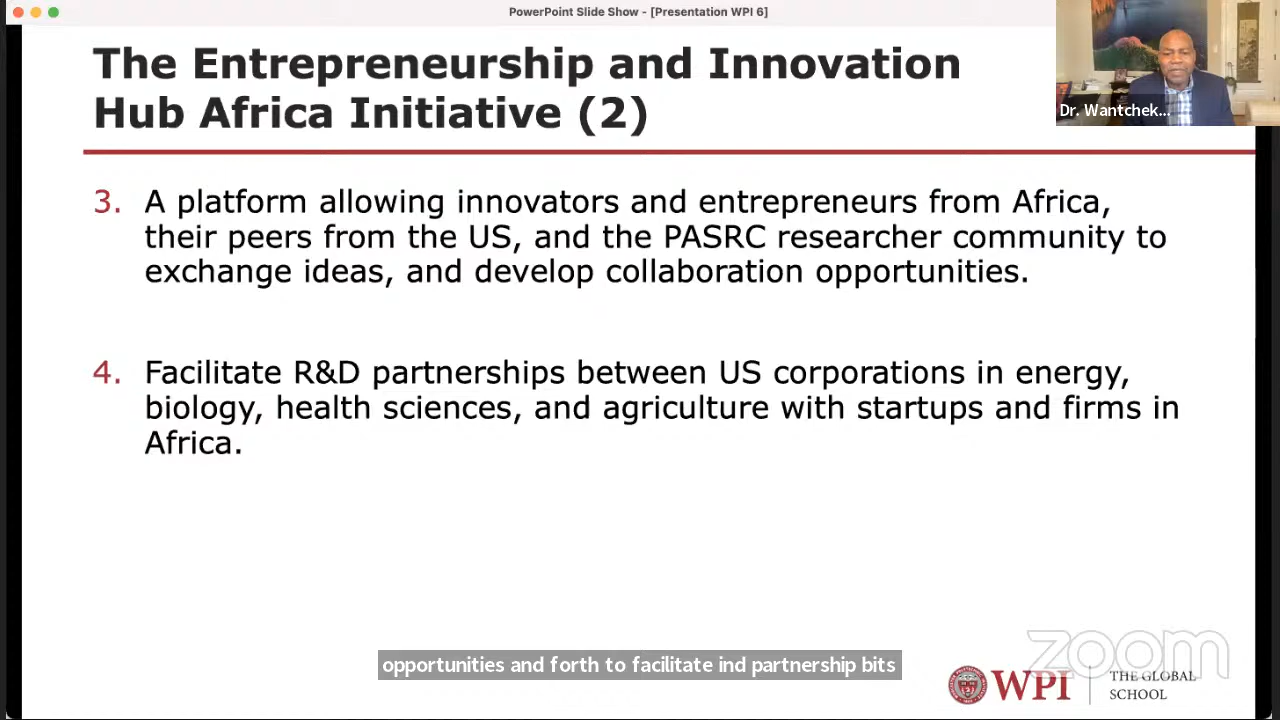 PowerPoint Slide Show - [Presentation WPI 6]
The Entrepreneurship and Innovation
Hub Africa Initiative (2)
Dr. Wantchek...
3. A platform allowing innovators and entrepreneurs from Africa,
their peers from the US, and the PASRC researcher community to
exchange ideas, and develop collaboration opportunities.
4. Facilitate R&D partnerships between US corporations in energy,
biology, health sciences, and agriculture with startups and firms in
Africa.
zoom
opportunities and forth to facilitate ind partnership bits
WPI
THE GLOBAL
SCHOOL